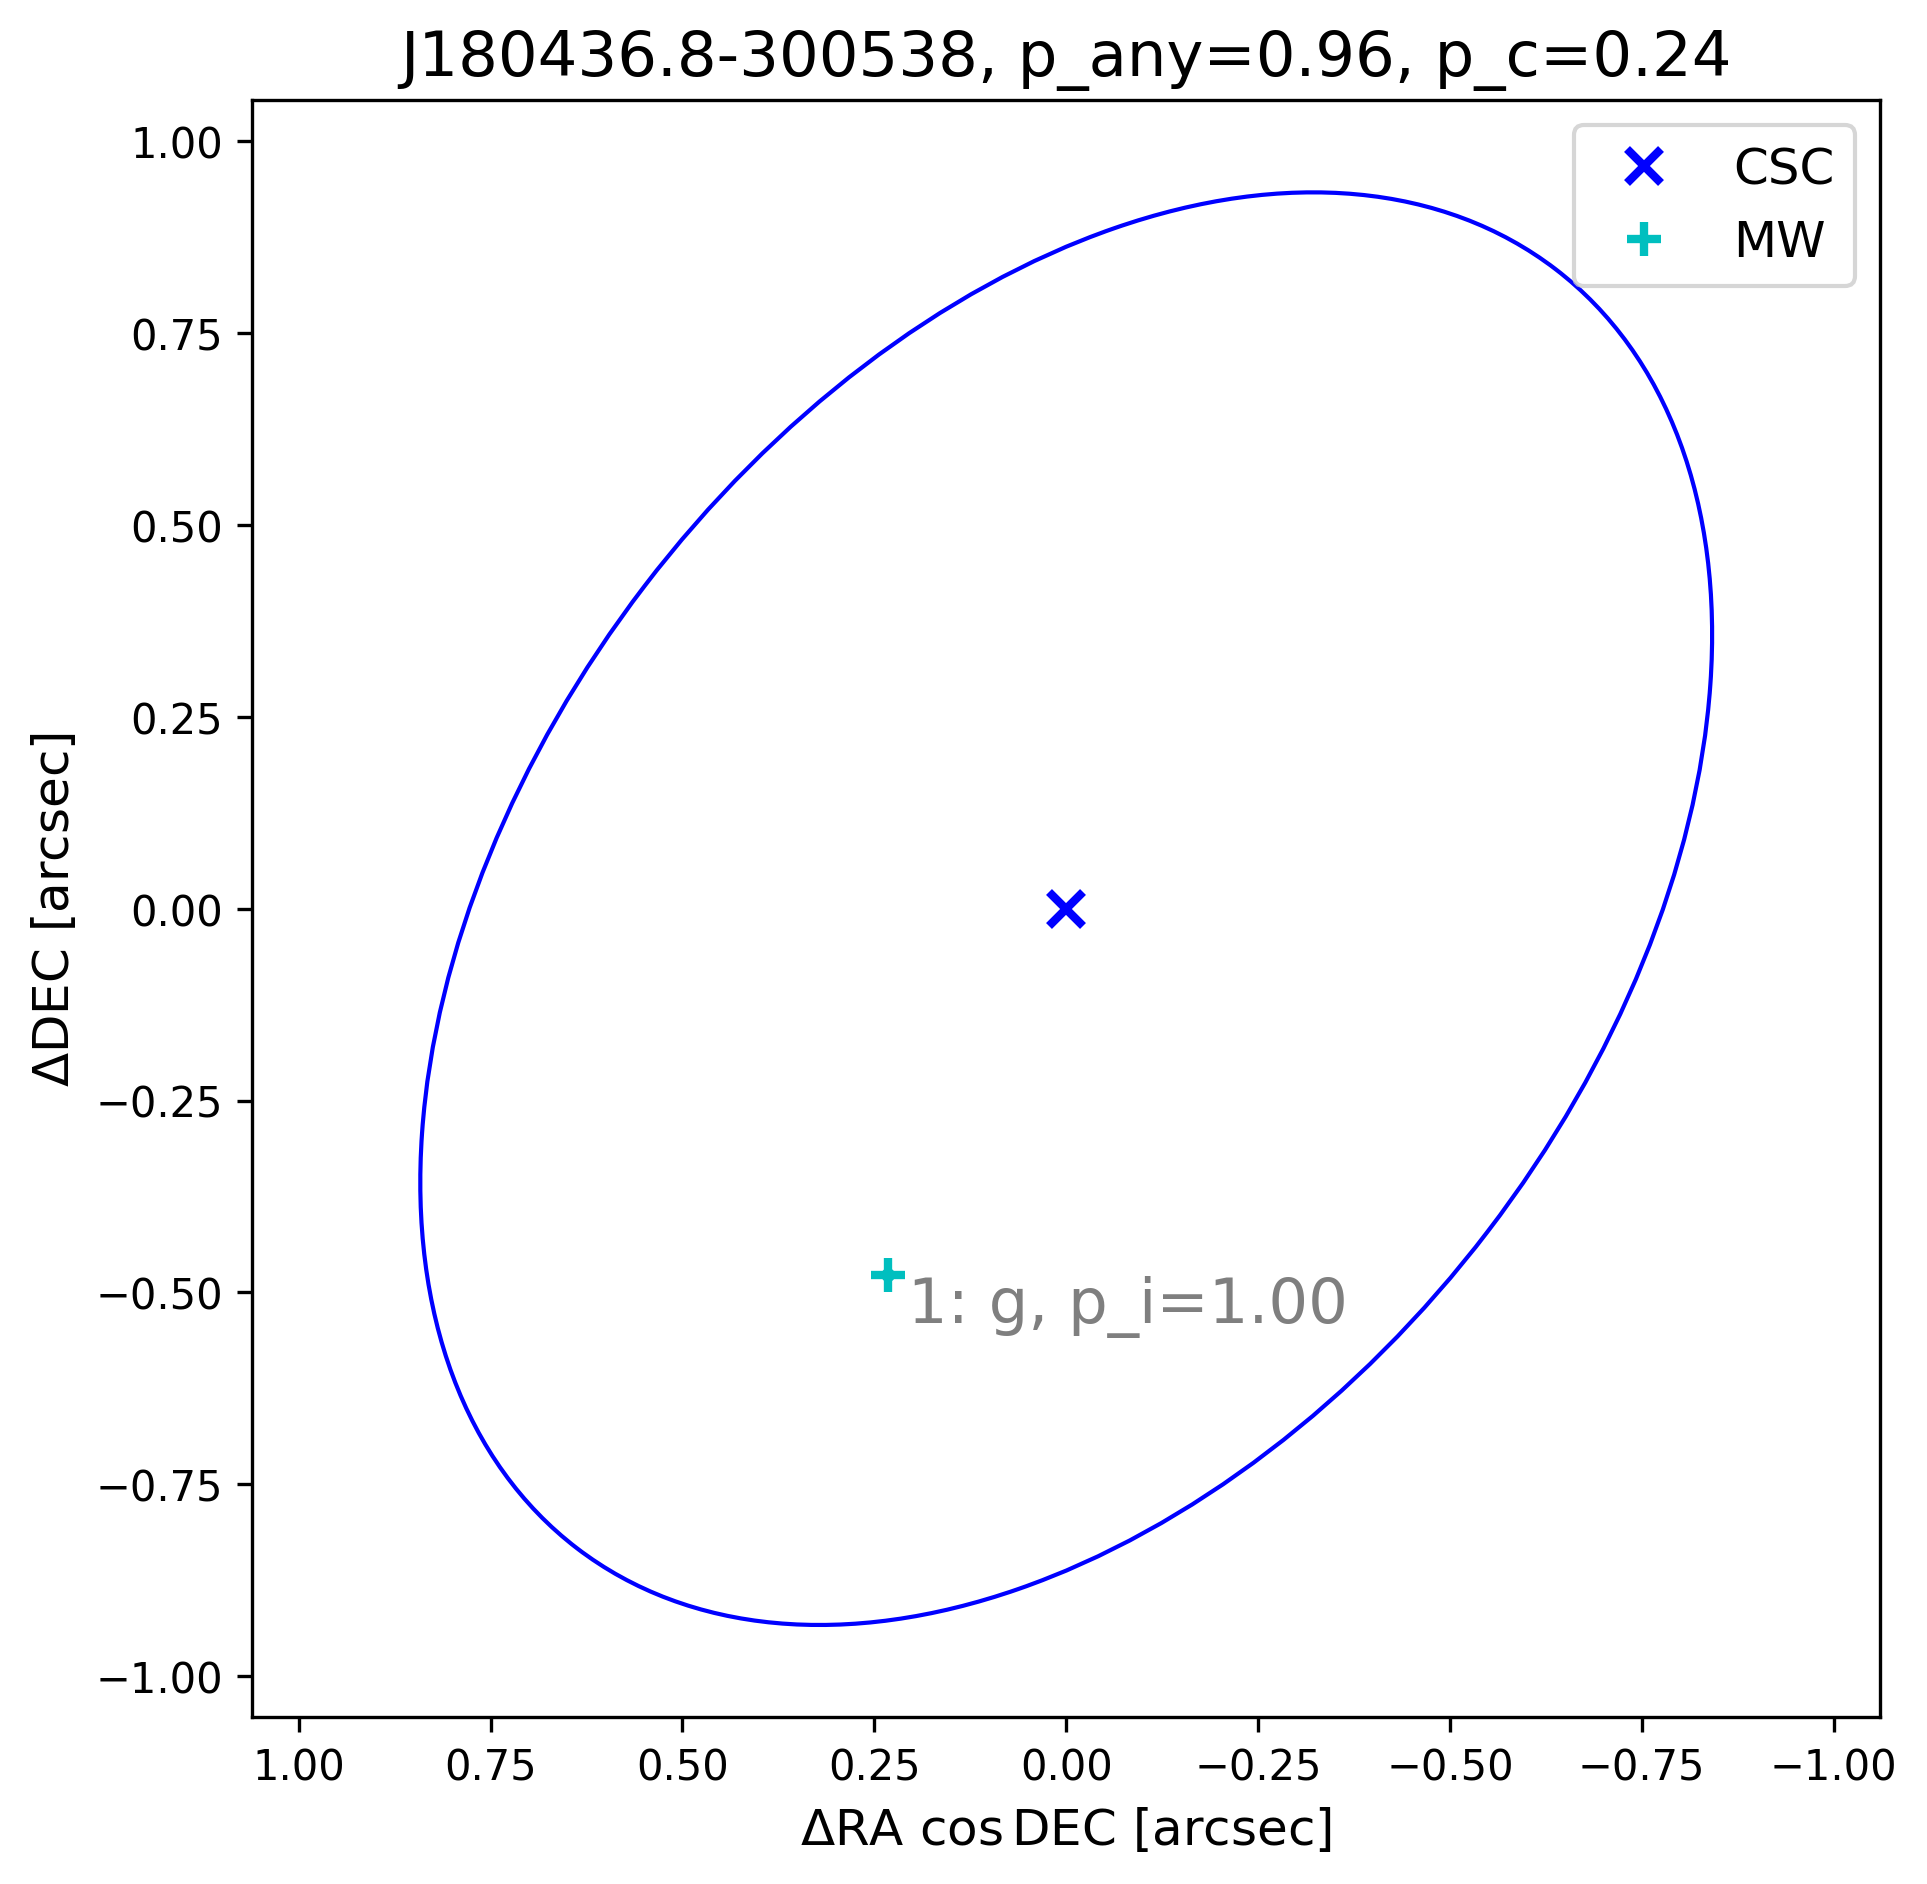 J180436.8-300538, p_any=0.96, p_c=0.24
CSC
MW
1.00
0.75
0.50
0.25
0.00
−0.25
−0.50
−0.75
−1.00
ΔDEC [arcsec]
1: g, p_i=1.00
1.00 0.75 0.50 0.25 0.00 −0.25 −0.50 −0.75 −1.00
ΔRA cos DEC [arcsec]